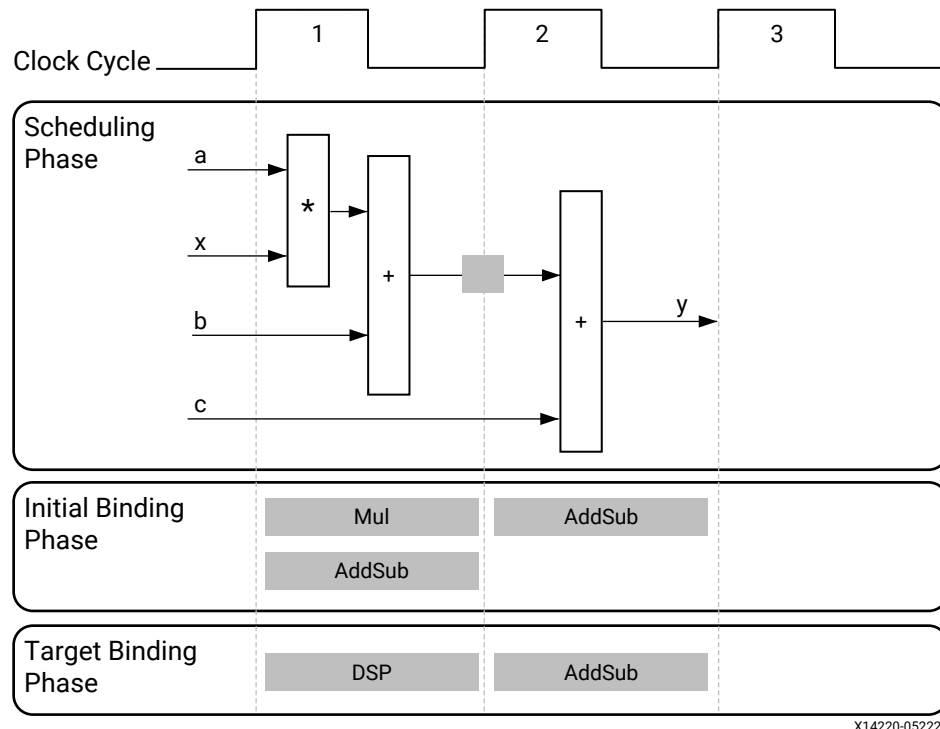 1
2
3
Clock Cycle
Scheduling
Phase
a
*
x
+
b
+
y
c
Initial Binding
Phase
Mul
AddSub
AddSub
Target Binding
Phase
DSP
AddSub
X14220-05222